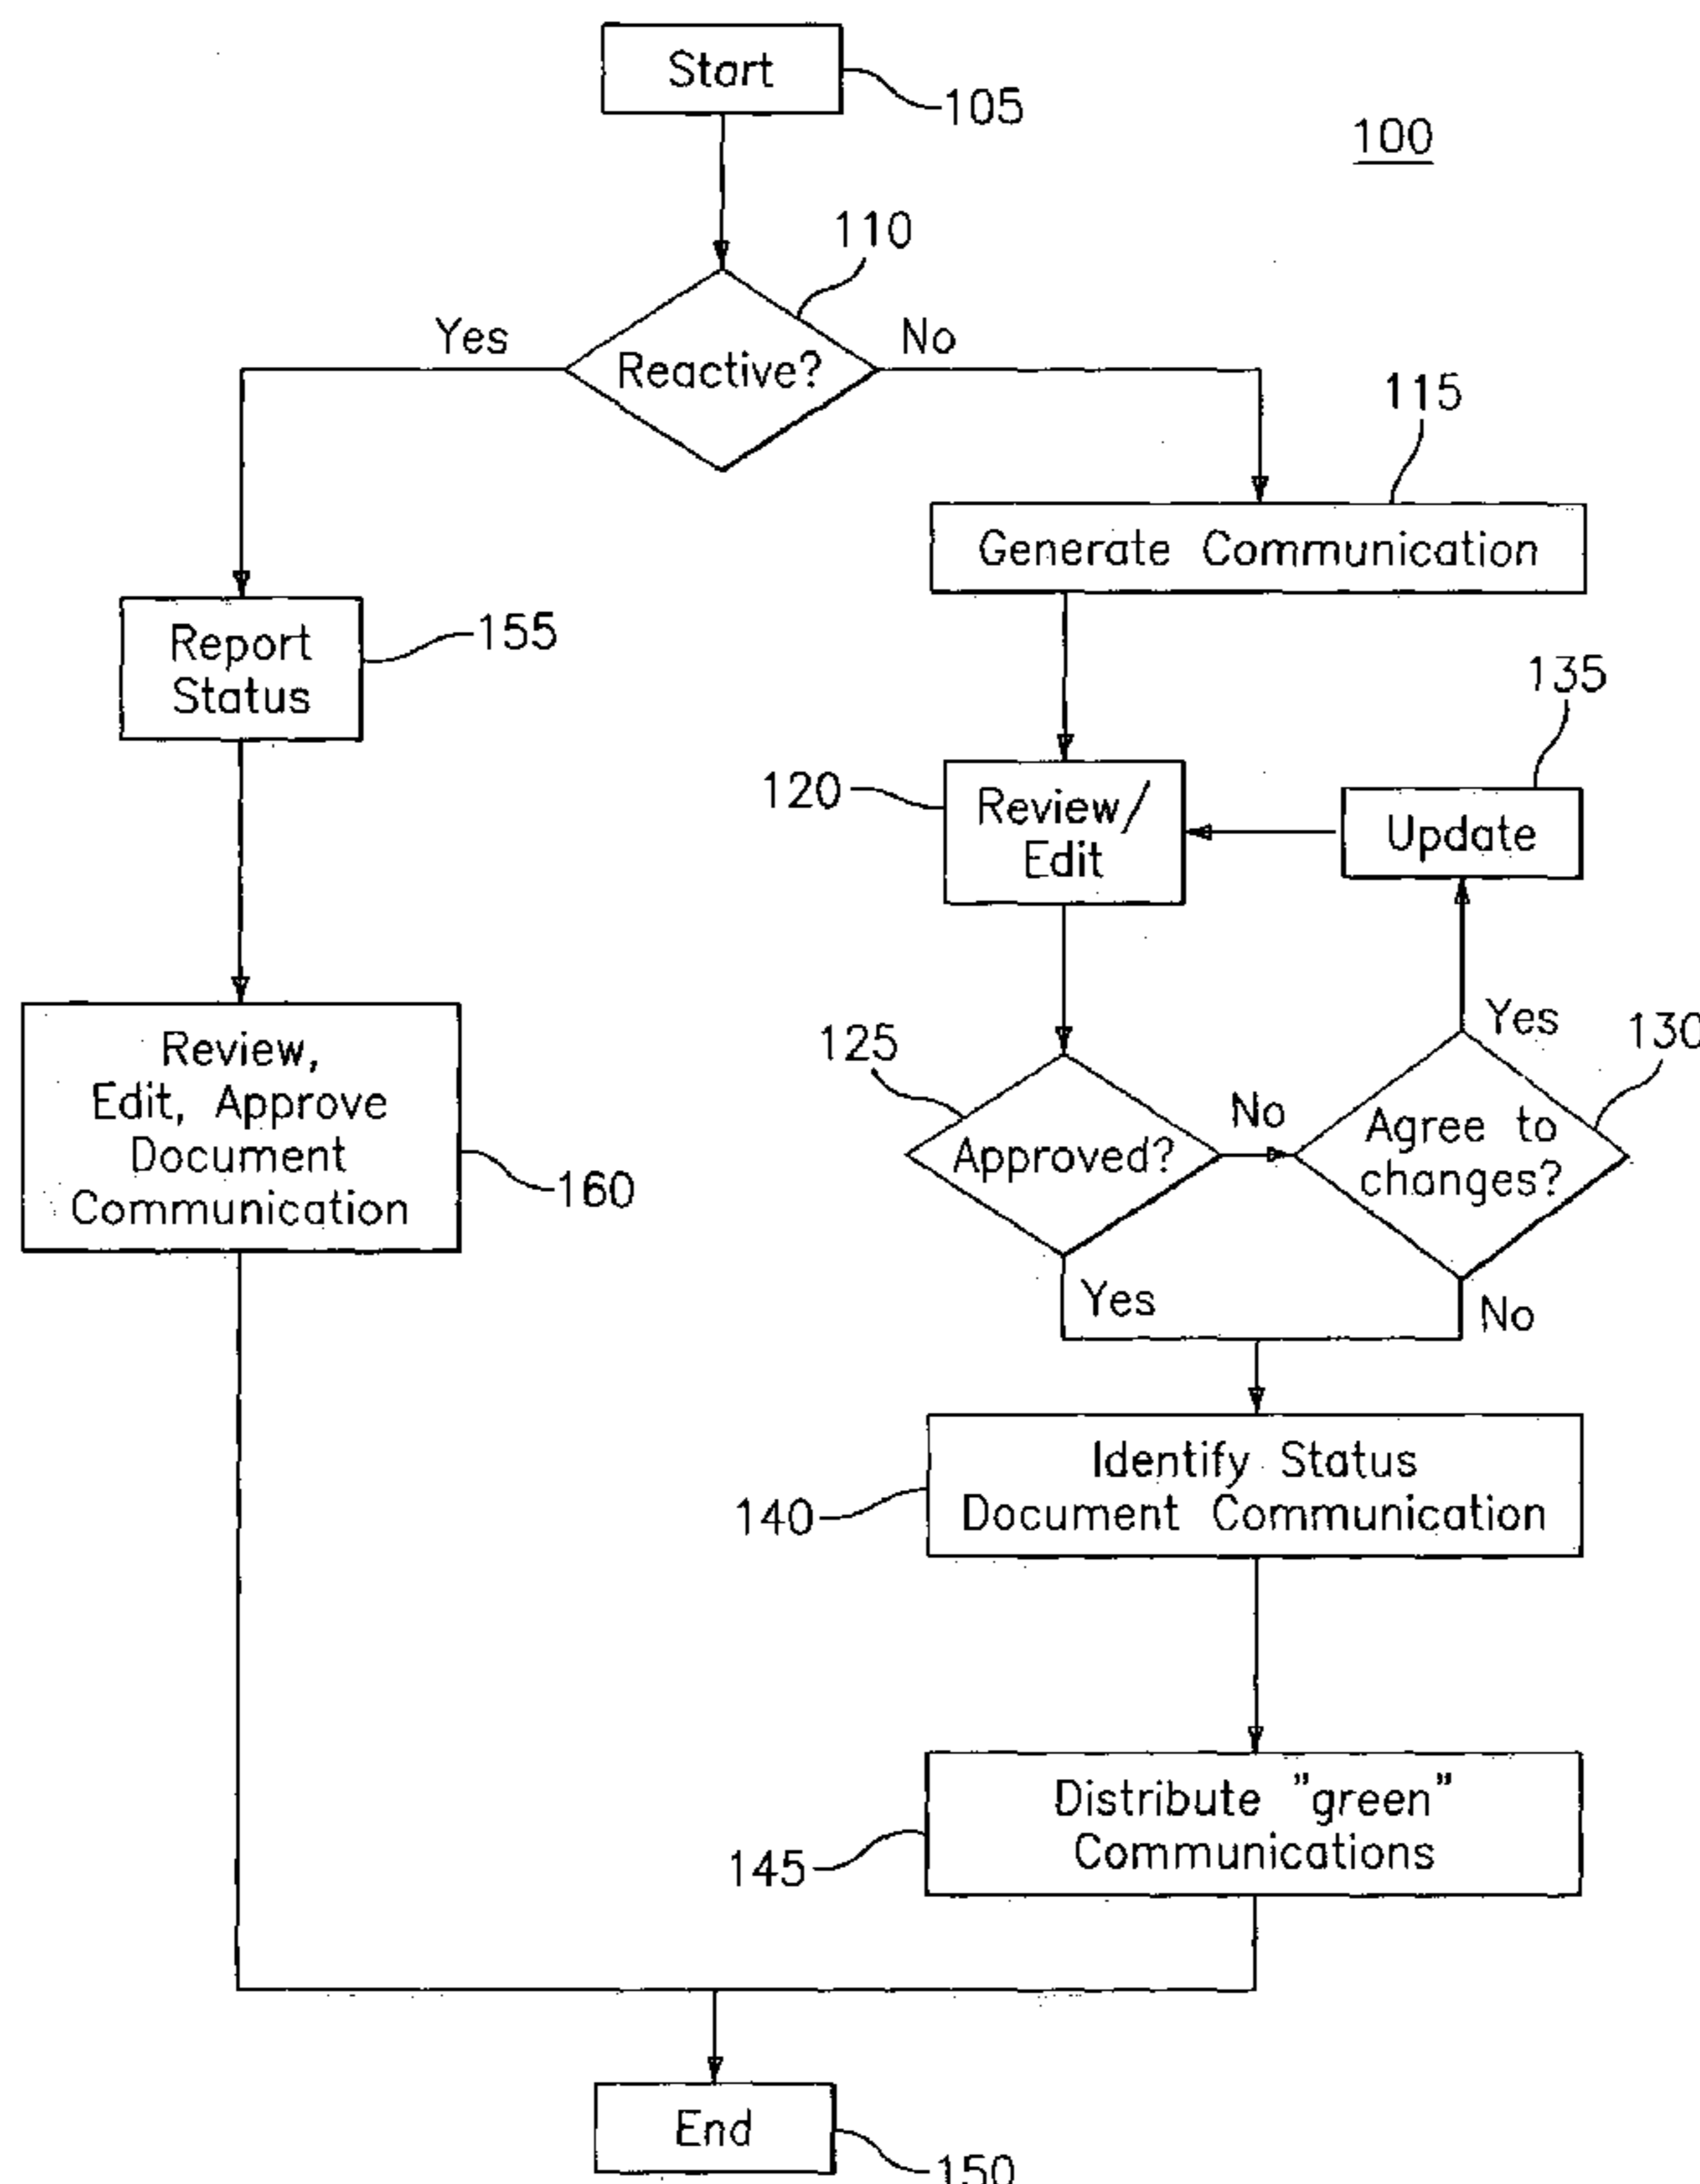 Start
105
100
110
Yes
Reactive?
No
115
Generate Communication
Report
Status
155
135
120
Review/
Edit
Update
Review,
Edit, Approve
Document
Communication
160
125
Approved?
No
Yes
130
Agree to
changes?
Yes
No
Identify Status
Document Communication
140
Distribute "green"
Communications
145
End
150